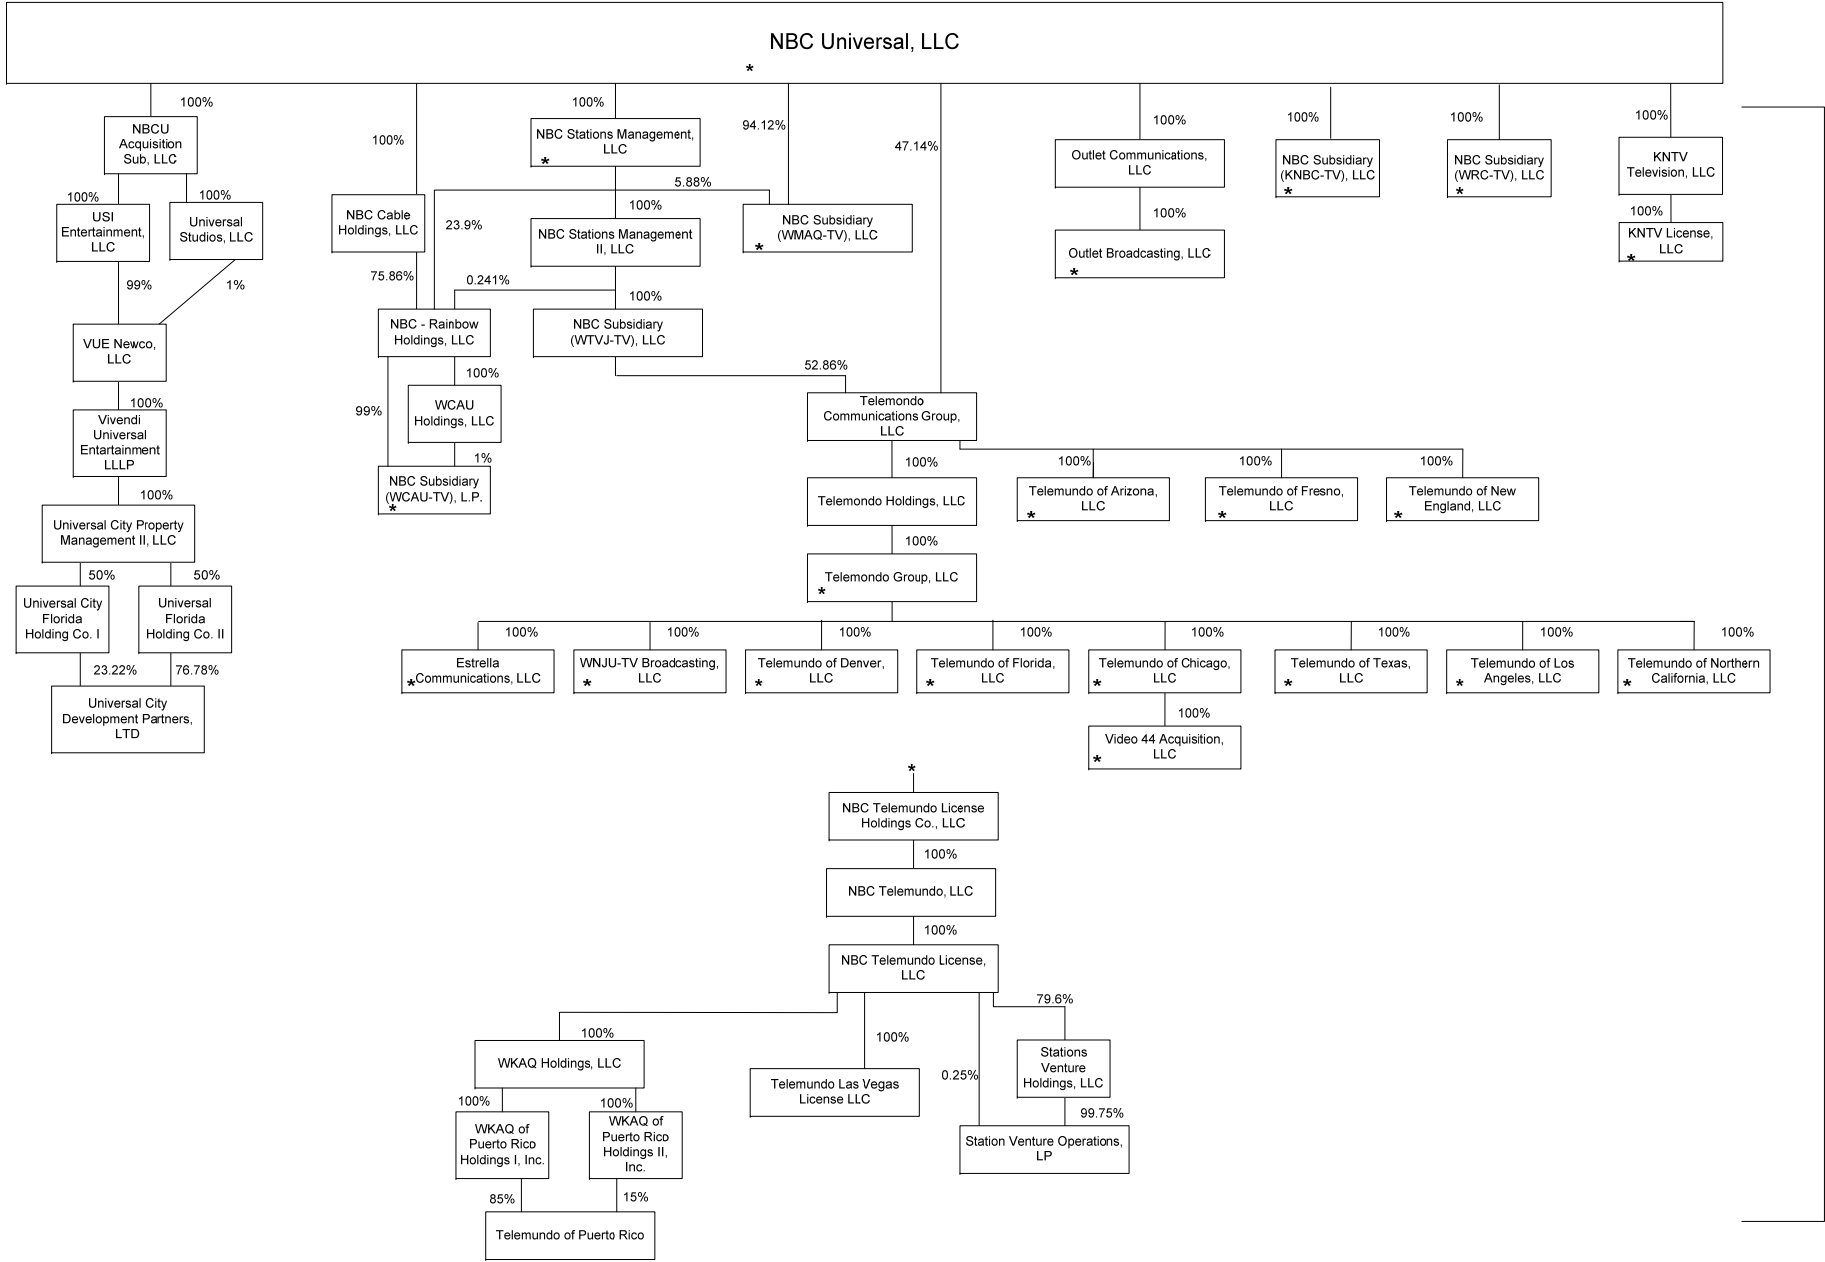 NBC Universal, LLC
*
100%
NBCU
Acquisition
Sub, LLC
100%
100%
USI
Entertainment,
LLC
Universal
Studios, LLC
99%
1%
VUE Newco,
LLC
100%
Vivendi
Universal
Entartainment
LLLP
100%
Universal City Property
Management II, LLC
50%
50%
Universal City
Florida
Holding Co. I
Universal
Florida
Holding Co. II
23.22%
76.78%
Universal City
Development Partners,
LTD
100%
NBC Cable
Holdings, LLC
75.86%
100%
NBC Stations Management,
LLC
*
23.9%
5.88%
94.12%
NBC Subsidiary
(WMAQ-TV), LLC
*
100%
NBC Stations Management
II, LLC
0.241%
100%
NBC - Rainbow
Holdings, LLC
NBC Subsidiary
(WTVJ-TV), LLC
99%
100%
WCAU
Holdings, LLC
1%
NBC Subsidiary
(WCAU-TV), L.P.
*
52.86%
47.14%
Telemondo
Communications Group,
LLC
100%
Outlet Communications,
LLC
100%
Outlet Broadcasting, LLC
*
100%
NBC Subsidiary
(KNBC-TV), LLC
*
100%
NBC Subsidiary
(WRC-TV), LLC
*
100%
KNTV
Television, LLC
100%
KNTV License,
LLC
*
100%
Telemondo Holdings, LLC
100%
Telemundo of Arizona,
LLC
*
100%
Telemundo of Fresno,
LLC
*
100%
Telemundo of New
England, LLC
*
100%
Telemondo Group, LLC
*
100%
Estrella
Communications, LLC
*
100%
WNJU-TV Broadcasting,
LLC
*
100%
Telemundo of Denver,
LLC
*
100%
Telemundo of Florida,
LLC
*
100%
Telemundo of Chicago,
LLC
*
100%
Telemundo of Texas,
LLC
*
100%
Telemundo of Los
Angeles, LLC
*
100%
Telemundo of Northern
California, LLC
*
100%
Video 44 Acquisition,
LLC
*
*
NBC Telemundo License
Holdings Co., LLC
100%
NBC Telemundo, LLC
100%
NBC Telemundo License,
LLC
100%
WKAQ Holdings, LLC
100%
100%
WKAQ of
Puerto Rico
Holdings I, Inc.
WKAQ of
Puerto Rico
Holdings II,
Inc.
85%
15%
Telemundo of Puerto Rico
100%
Telemundo Las Vegas
License LLC
0.25%
79.6%
Stations
Venture
Holdings, LLC
99.75%
Station Venture Operations,
LP